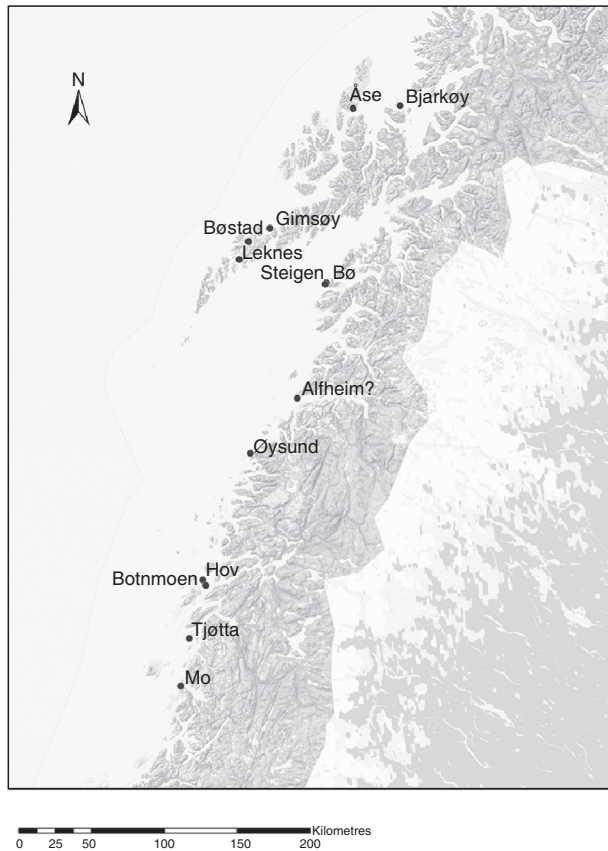 N
Åse
Bjarkøy
Gimsøy
Bøstad
Leknes
Steigen Bø
Alfheim?
Øysund
Hov
Botnmoen
Tjøtta
Mo
Kilometres
0 25 50 100 150 200